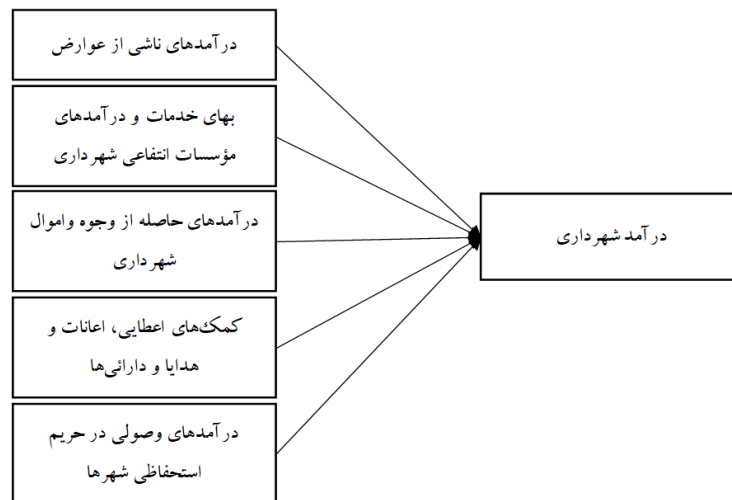 درآمدهای ناشی از عوارض
بهای خدمات و درآمدهای
مؤسسات انتفاعی شهرداری
درآمدهای حاصله از وجوه واموال
شهرداری
کمک‌های اعطایی، اعانات و
هدایا و دارائی‌ها
درآمدهای وصولی در حریم
استحفاظی شهرها
درآمد شهرداری